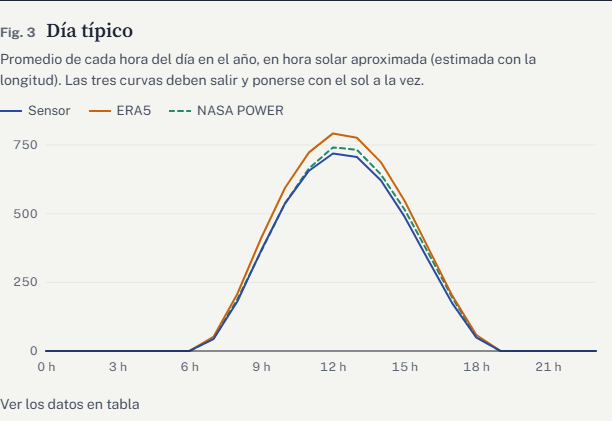 Fig. 3 Día típico
Promedio de cada hora del día en el año, en hora solar aproximada (estimada con la
longitud). Las tres curvas deben salir y ponerse con el sol a la vez.
Sensor ERA5 NASA POWER
750
500
250
0
0 h 3 h 6 h 9 h 12 h 15 h 18 h 21 h
Ver los datos en tabla